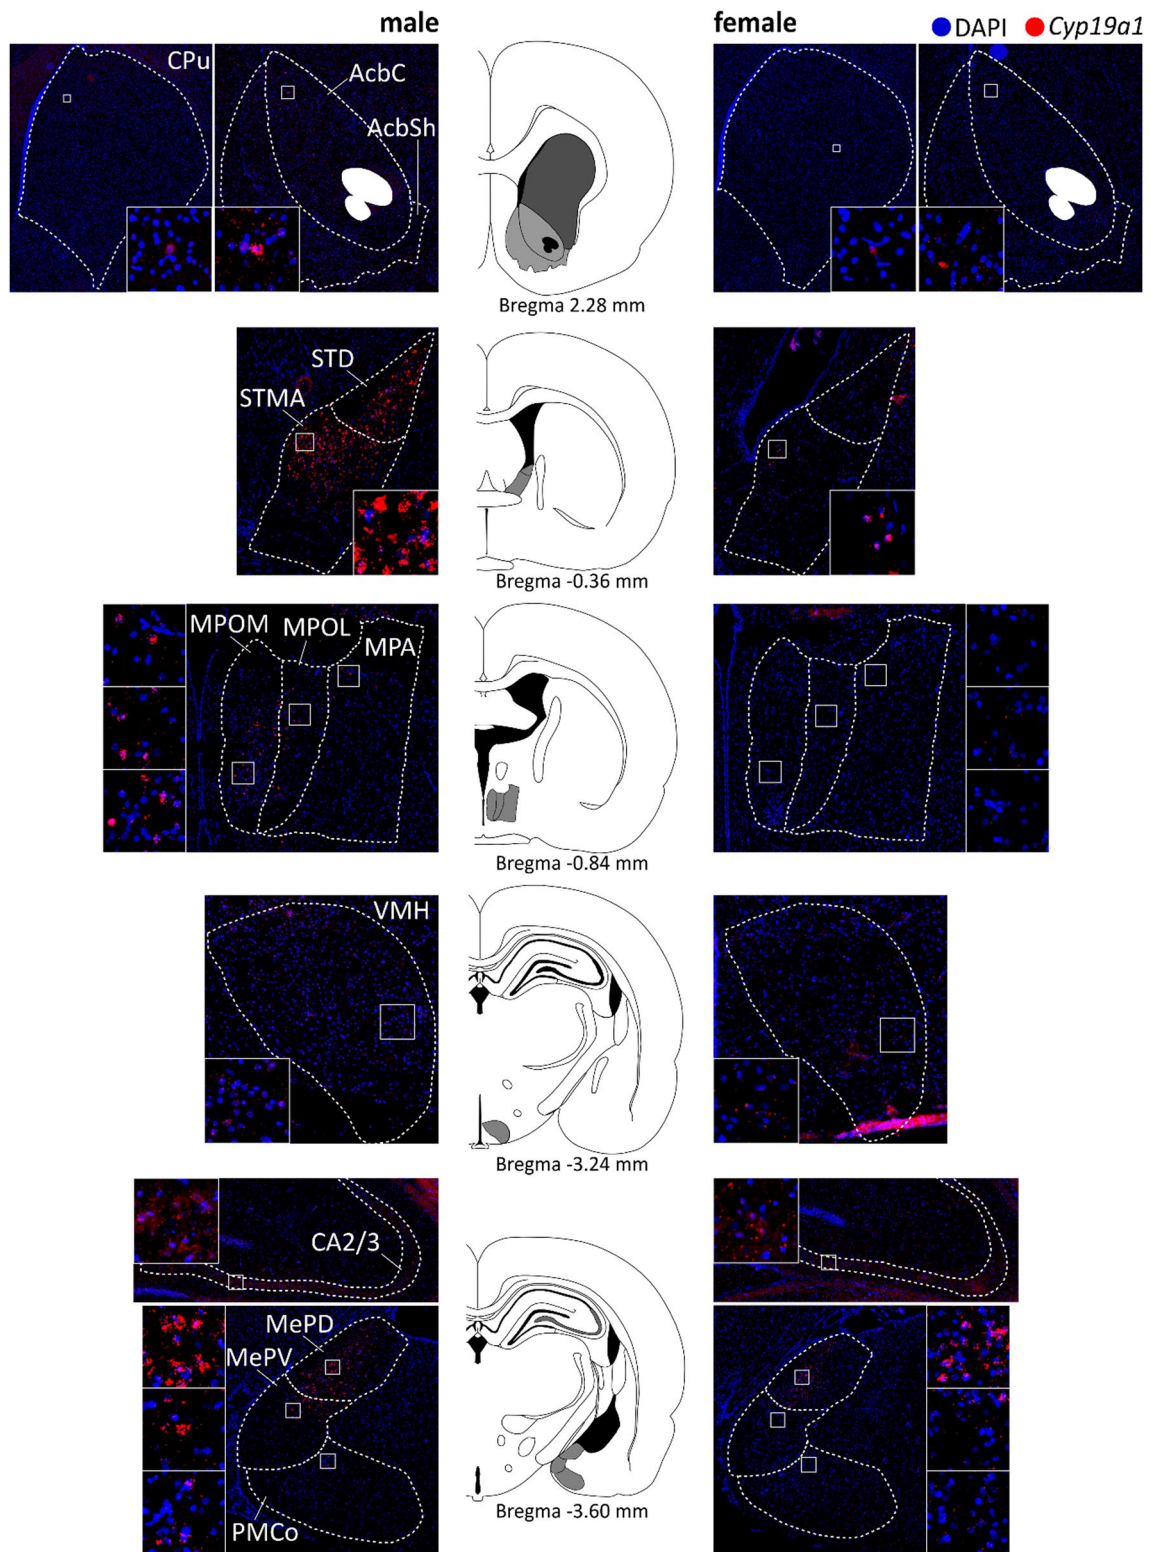 male
female
DAPI
Cyp19a1
CPu
AcbC
AcbSh
Bregma 2.28 mm
STD
STMA
Bregma -0.36 mm
MPOM
MPOL
MPA
Bregma -0.84 mm
VMH
Bregma -3.24 mm
CA2/3
MePD
MePV
PMCo
Bregma -3.60 mm